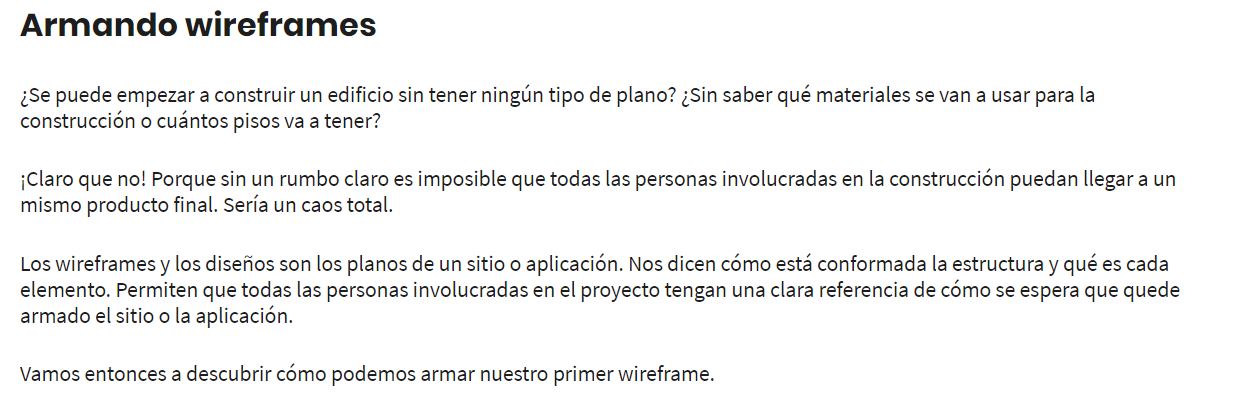 Armando wireframes
¿Se puede empezar a construir un edificio sin tener ningún tipo de plano? ¿Sin saber qué materiales se van a usar para la
construcción o cuántos pisos va a tener?
¡Claro que no! Porque sin un rumbo claro es imposible que todas las personas involucradas en la construcción puedan llegar a un
mismo producto final. Sería un caos total.
Los wireframes y los diseños son los planos de un sitio o aplicación. Nos dicen cómo está conformada la estructura y qué es cada
elemento. Permiten que todas las personas involucradas en el proyecto tengan una clara referencia de cómo se espera que quede
armado el sitio o la aplicación.
Vamos entonces a descubrir cómo podemos armar nuestro primer wireframe.